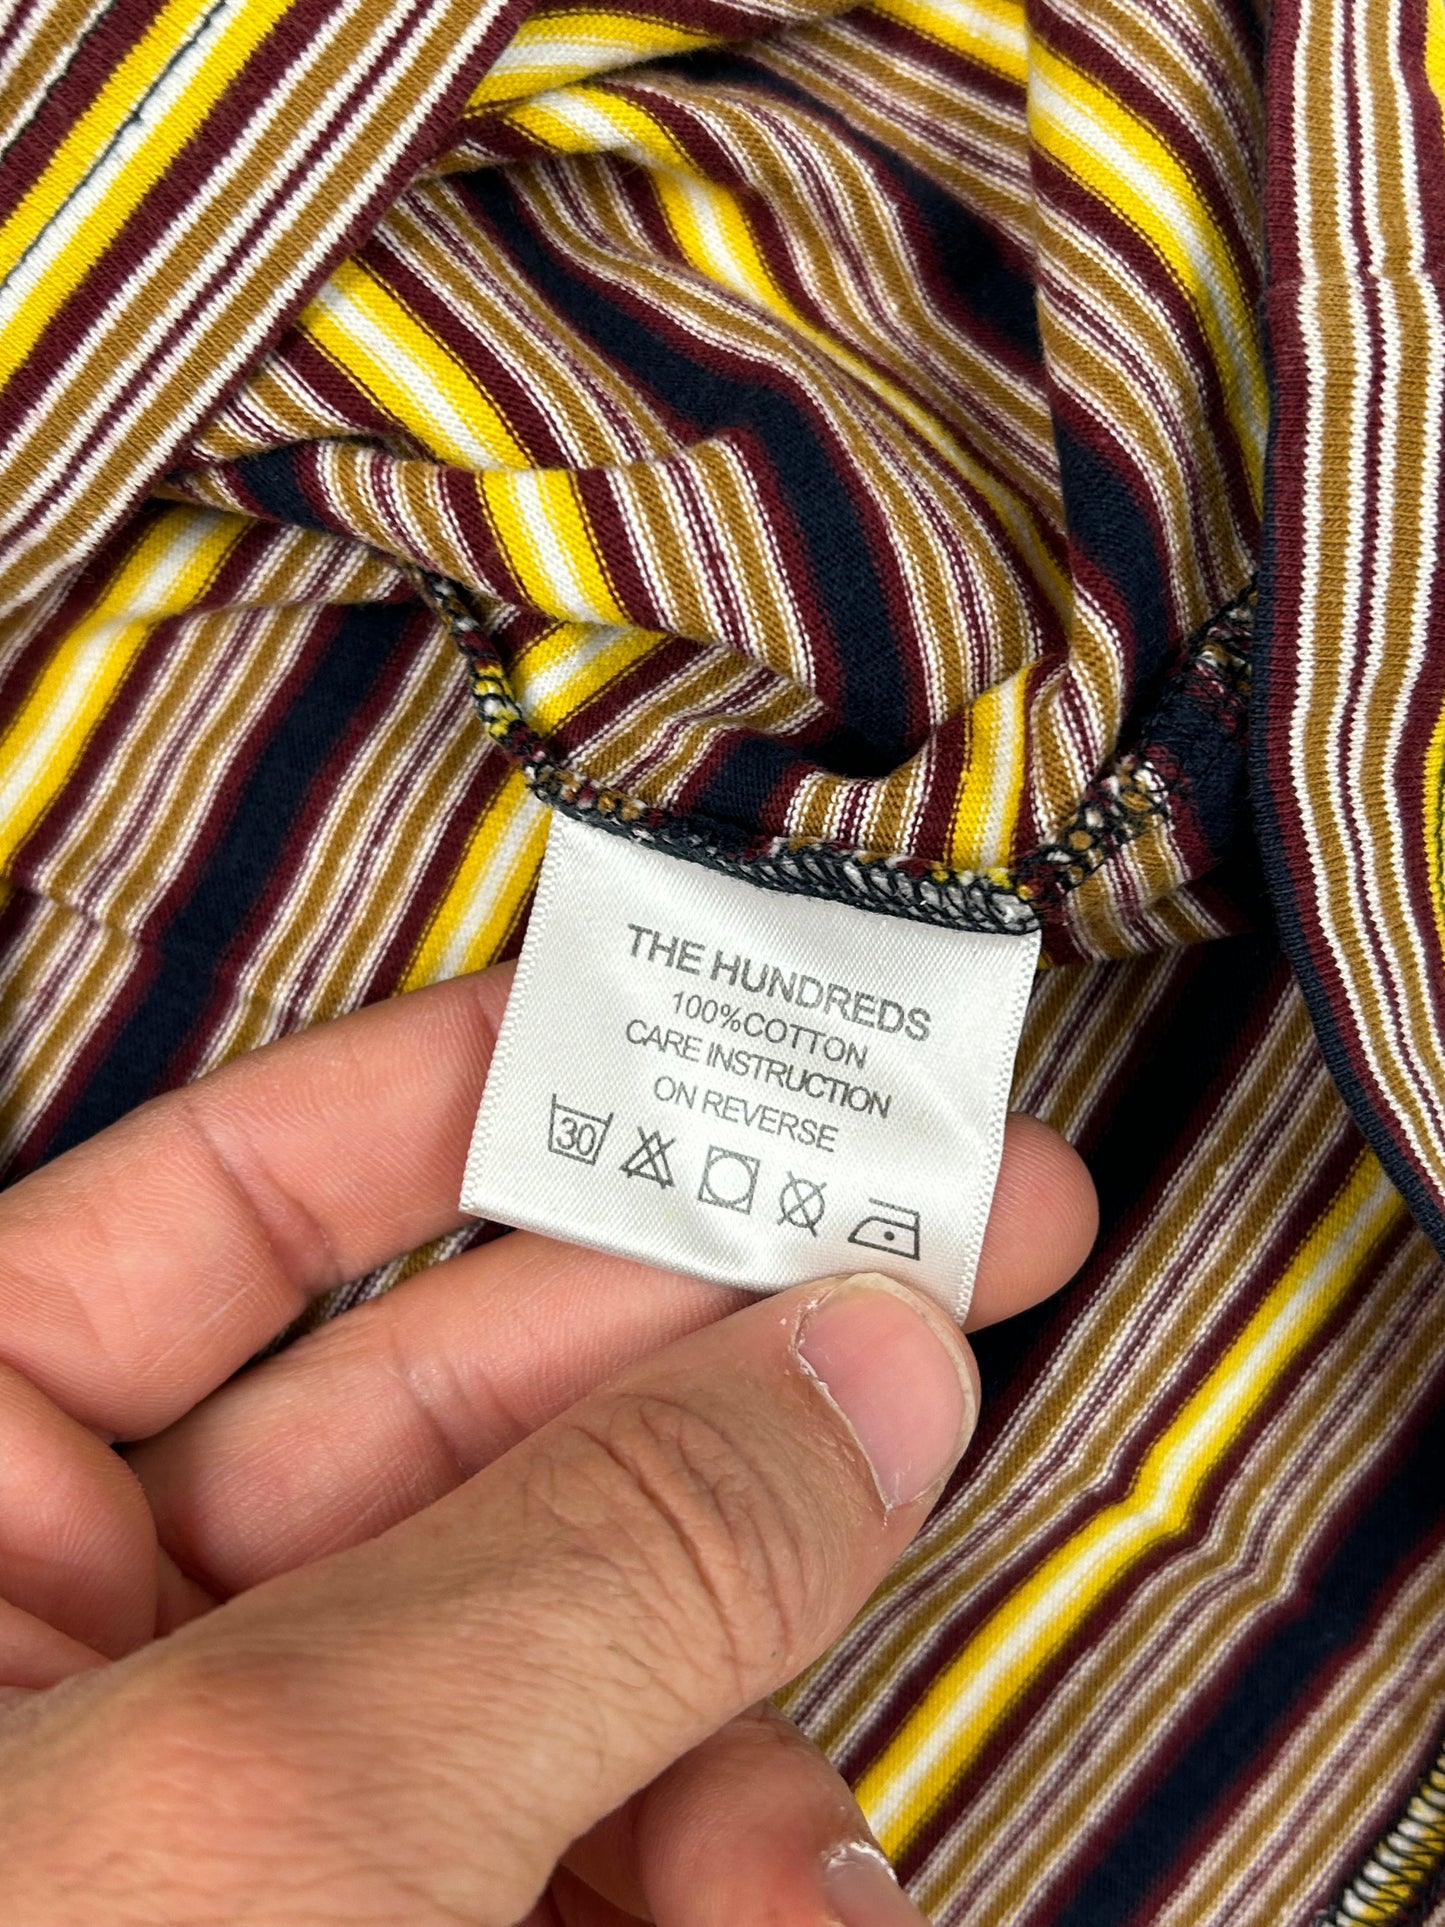 THE HUNDREDS
100%COTTON
CARE INSTRUCTION
ON REVERSE
30